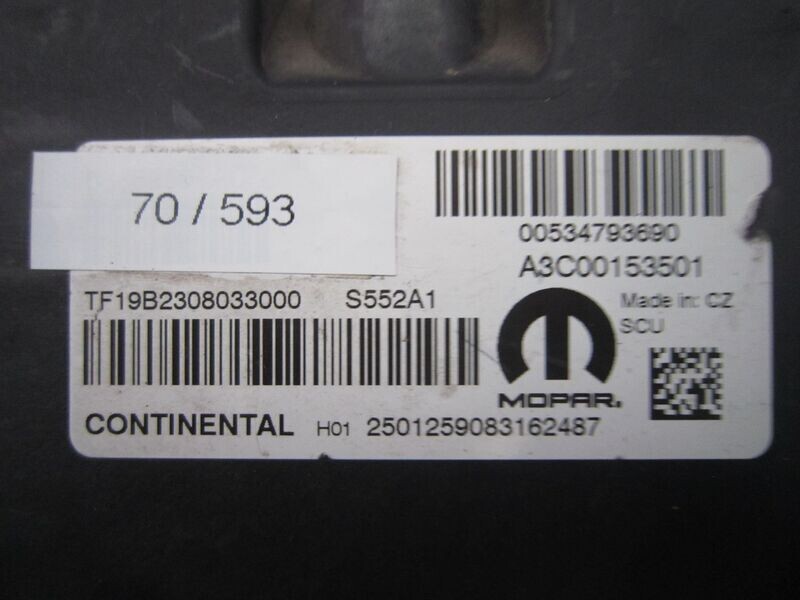 70 / 593
00534793690
A3C00153501
TF19B2308033000 S552A1
Made in: CZ
SCU
MOPAR.
CONTINENTAL H01 2501259083162487